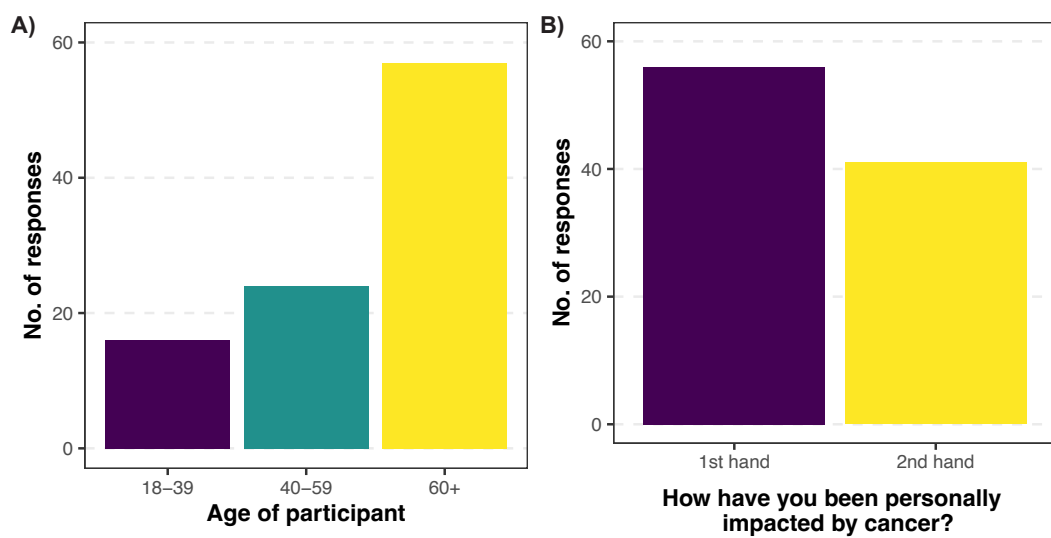 A)
No. of responses
60
40
20
0
18–39
40–59
60+
Age of participant
B)
No. of responses
60
40
20
0
1st hand
2nd hand
How have you been personally
impacted by cancer?